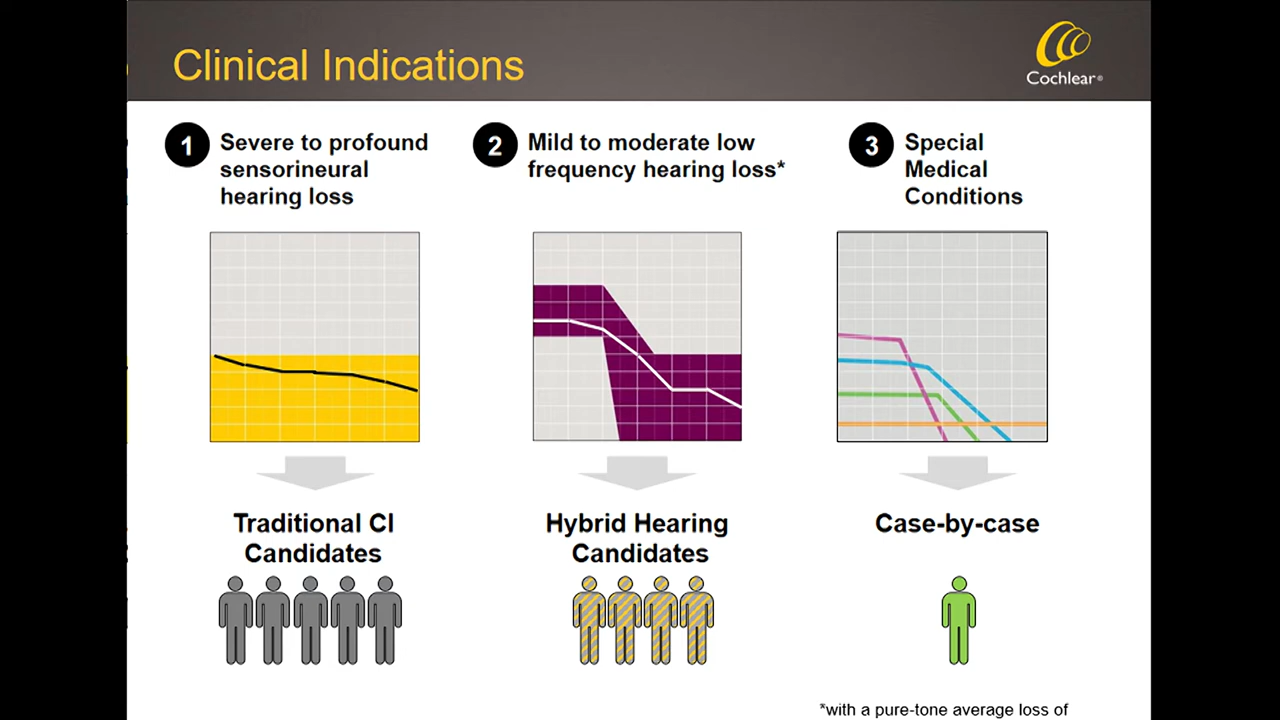 Clinical Indications
Cochlear®
1
Severe to profound
sensorineural
hearing loss
2
Mild to moderate low
frequency hearing loss*
3
Special
Medical
Conditions
Traditional CI
Candidates
Hybrid Hearing
Candidates
Case-by-case
*with a pure-tone average loss of